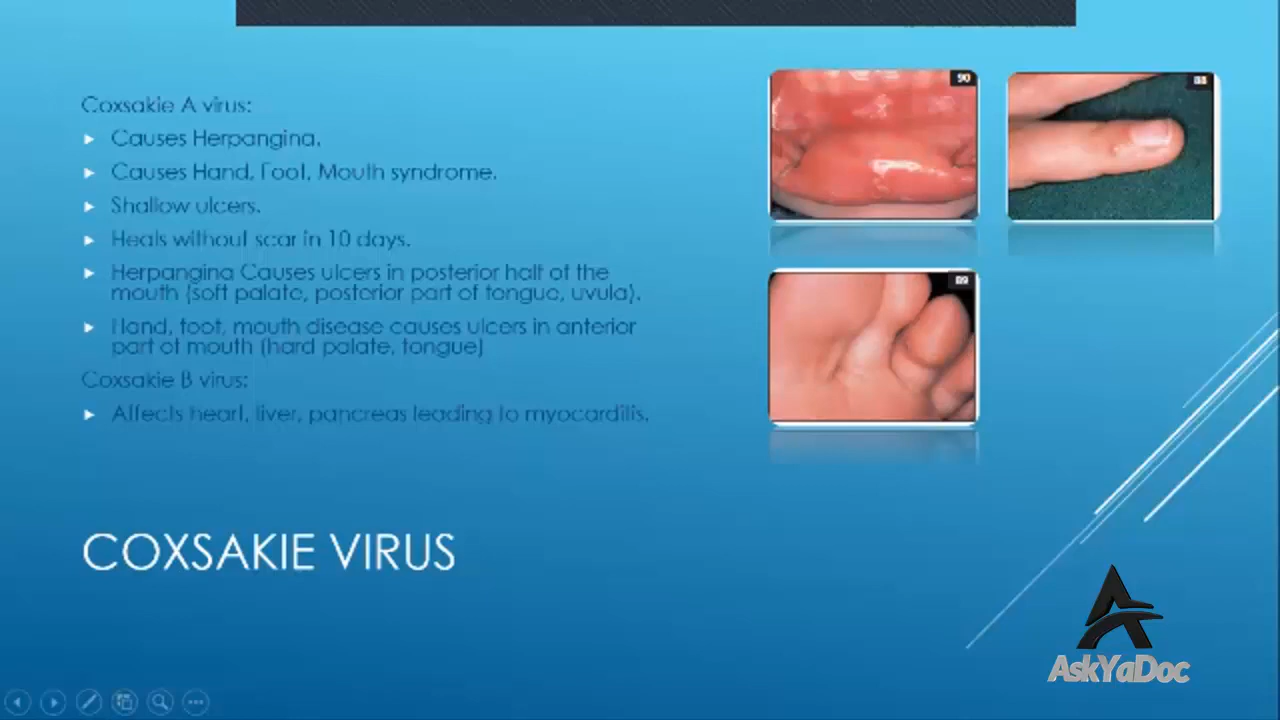 Coxsakie A virus:
Causes Herpangina.
Causes Hand, Foot, Mouth syndrome.
Shallow ulcers.
Heals without scar in 10 days.
Herpangina Causes ulcers in posterior half of the
mouth (soft palate, posterior part of tongue, uvula).
Hand, foot, mouth disease causes ulcers in anterior
part of mouth (hard palate, tongue)
Coxsakie B virus:
Affects heart, liver, pancreas leading to myocarditis.
90
88
89
COXSAKIE VIRUS
AskYaDoc